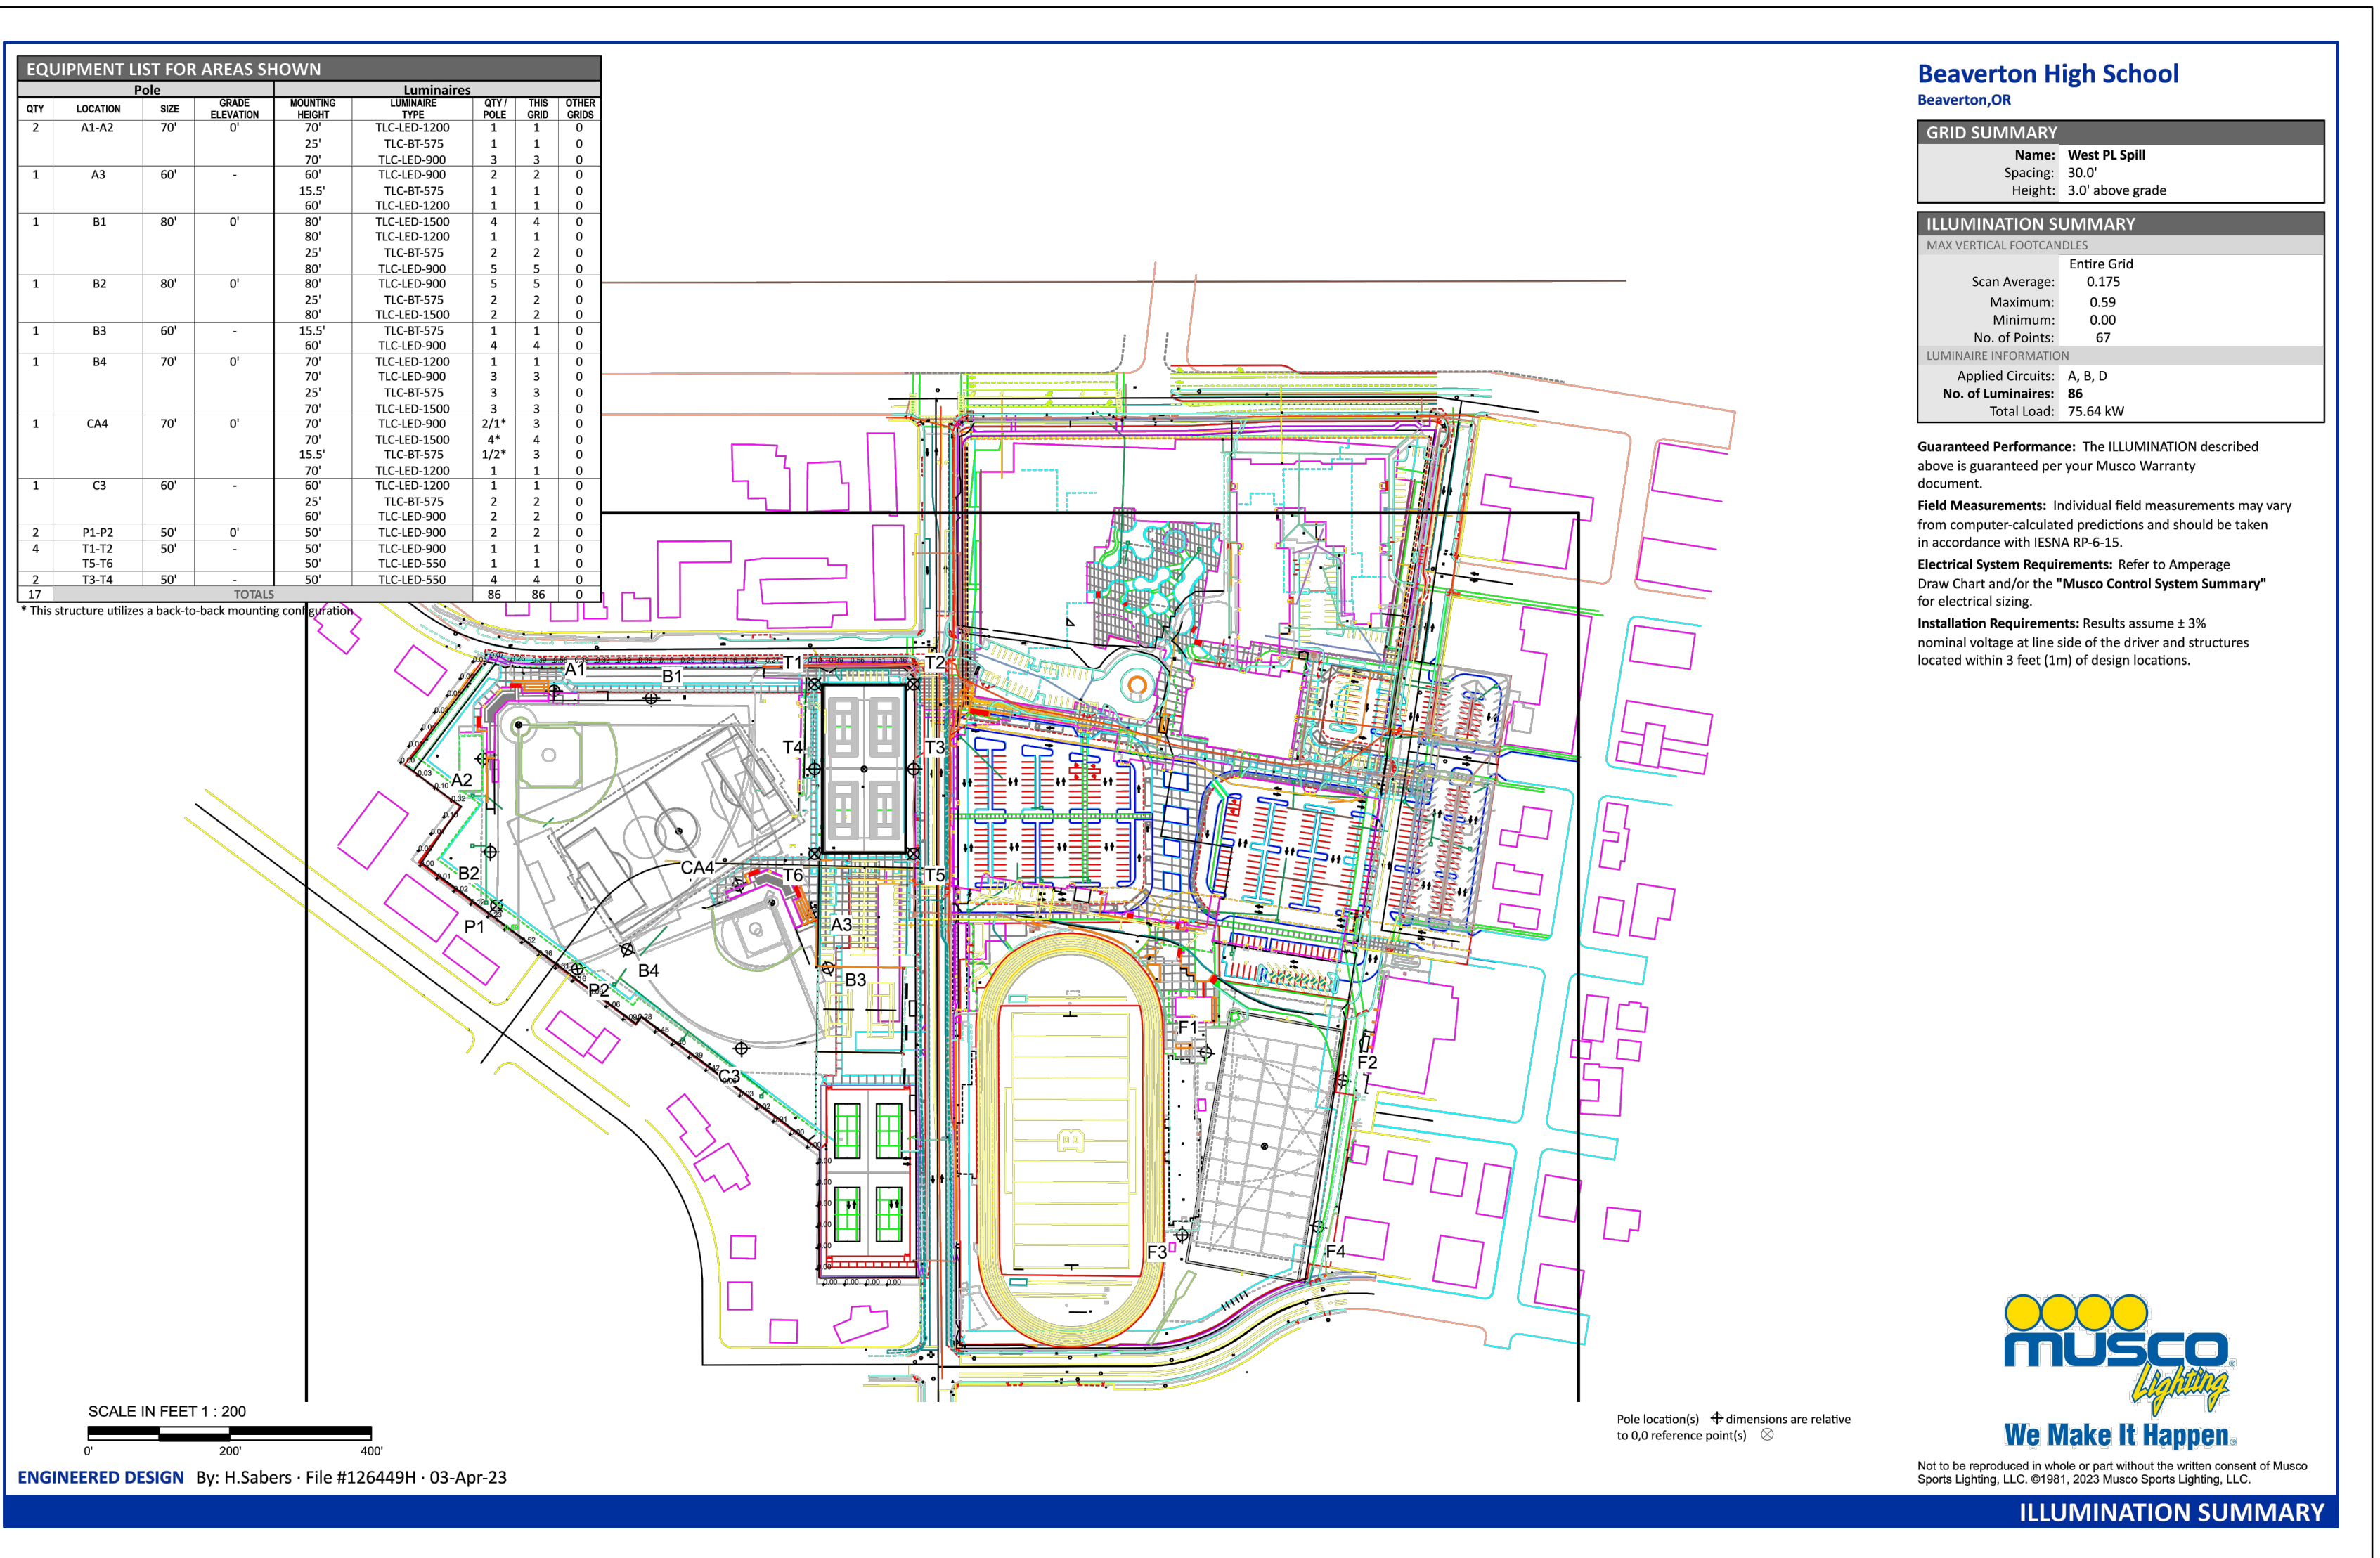 EQUIPMENT LIST FOR AREAS SHOWN
Pole Luminaires
QTY LOCATION SIZE GRADE ELEVATION MOUNTING HEIGHT LUMINAIRE TYPE QTY / POLE THIS GRID OTHER GRIDS
2 A1-A2 70' 0' 70' TLC-LED-1200 1 1 0
25' TLC-BT-575 1 1 0
70' TLC-LED-900 3 3 0
1 A3 60' - 60' TLC-LED-900 2 2 0
15.5' TLC-BT-575 1 1 0
60' TLC-LED-1200 1 1 0
1 B1 80' 0' 80' TLC-LED-1500 4 4 0
80' TLC-LED-1200 1 1 0
25' TLC-BT-575 2 2 0
80' TLC-LED-900 5 5 0
1 B2 80' 0' 80' TLC-LED-900 5 5 0
25' TLC-BT-575 2 2 0
80' TLC-LED-1500 2 2 0
1 B3 60' - 15.5' TLC-BT-575 1 1 0
60' TLC-LED-900 4 4 0
1 B4 70' 0' 70' TLC-LED-1200 1 1 0
70' TLC-LED-900 3 3 0
25' TLC-BT-575 3 3 0
70' TLC-LED-1500 3 3 0
1 CA4 70' 0' 70' TLC-LED-900 2/1* 3 0
70' TLC-LED-1500 4* 4 0
15.5' TLC-BT-575 1/2* 3 0
70' TLC-LED-1200 1 1 0
1 C3 60' - 60' TLC-LED-1200 1 1 0
25' TLC-BT-575 2 2 0
60' TLC-LED-900 2 2 0
2 P1-P2 50' 0' 50' TLC-LED-900 2 2 0
4 T1-T2 50' - 50' TLC-LED-900 1 1 0
T5-T6 50' TLC-LED-550 1 1 0
2 T3-T4 50' - 50' TLC-LED-550 4 4 0
17 TOTALS 86 86 0
* This structure utilizes a back-to-back mounting configuration
Beaverton High School
Beaverton,OR
GRID SUMMARY
Name: West PL Spill
Spacing: 30.0'
Height: 3.0' above grade
ILLUMINATION SUMMARY
MAX VERTICAL FOOTCANDLES
Entire Grid
Scan Average: 0.175
Maximum: 0.59
Minimum: 0.00
No. of Points: 67
LUMINAIRE INFORMATION
Applied Circuits: A, B, D
No. of Luminaires: 86
Total Load: 75.64 kW
Guaranteed Performance: The ILLUMINATION described
above is guaranteed per your Musco Warranty
document.
Field Measurements: Individual field measurements may vary
from computer-calculated predictions and should be taken
in accordance with IESNA RP-6-15.
Electrical System Requirements: Refer to Amperage
Draw Chart and/or the "Musco Control System Summary"
for electrical sizing.
Installation Requirements: Results assume ± 3%
nominal voltage at line side of the driver and structures
located within 3 feet (1m) of design locations.
A1
B1
T1
T2
T4
T3
A2
CA4
B2
T6
T5
P1
A3
B4
B3
P2
F1
F2
C3
B
F3
F4
SCALE IN FEET 1 : 200
0' 200' 400'
ENGINEERED DESIGN By: H.Sabers · File #126449H · 03-Apr-23
Pole location(s) dimensions are relative
to 0,0 reference point(s)
MUSCO
Lighting
We Make It Happen®
Not to be reproduced in whole or part without the written consent of Musco
Sports Lighting, LLC. ©1981, 2023 Musco Sports Lighting, LLC.
ILLUMINATION SUMMARY